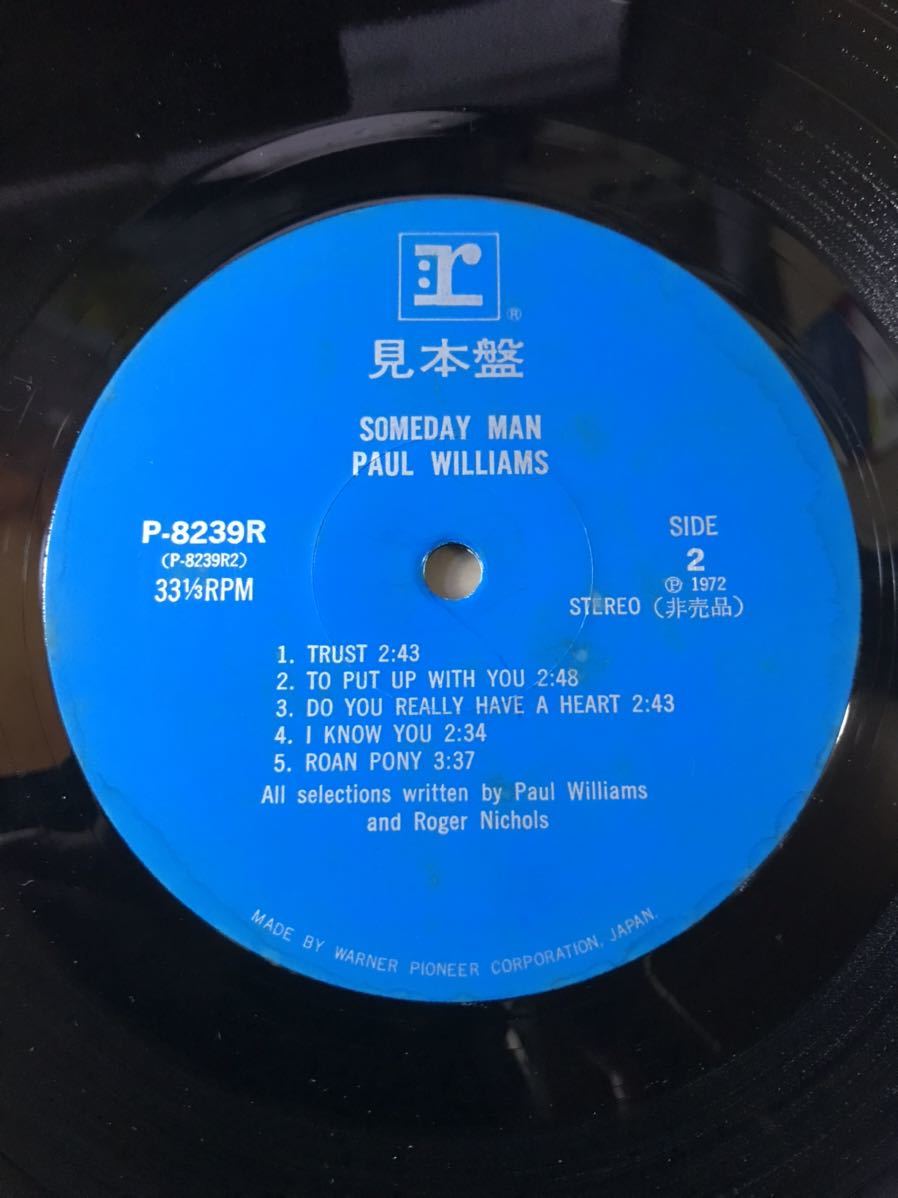 :r
®
見本盤
SOMEDAY MAN
PAUL WILLIAMS
P-8239R
(P-8239R2)
33⅓RPM
SIDE
2
Ⓟ 1972
STEREO (非売品)
1. TRUST 2:43
2. TO PUT UP WITH YOU 2:48
3. DO YOU REALLY HAVE A HEART 2:43
4. I KNOW YOU 2:34
5. ROAN PONY 3:37
All selections written by Paul Williams
and Roger Nichols
MADE BY WARNER PIONEER CORPORATION, JAPAN.